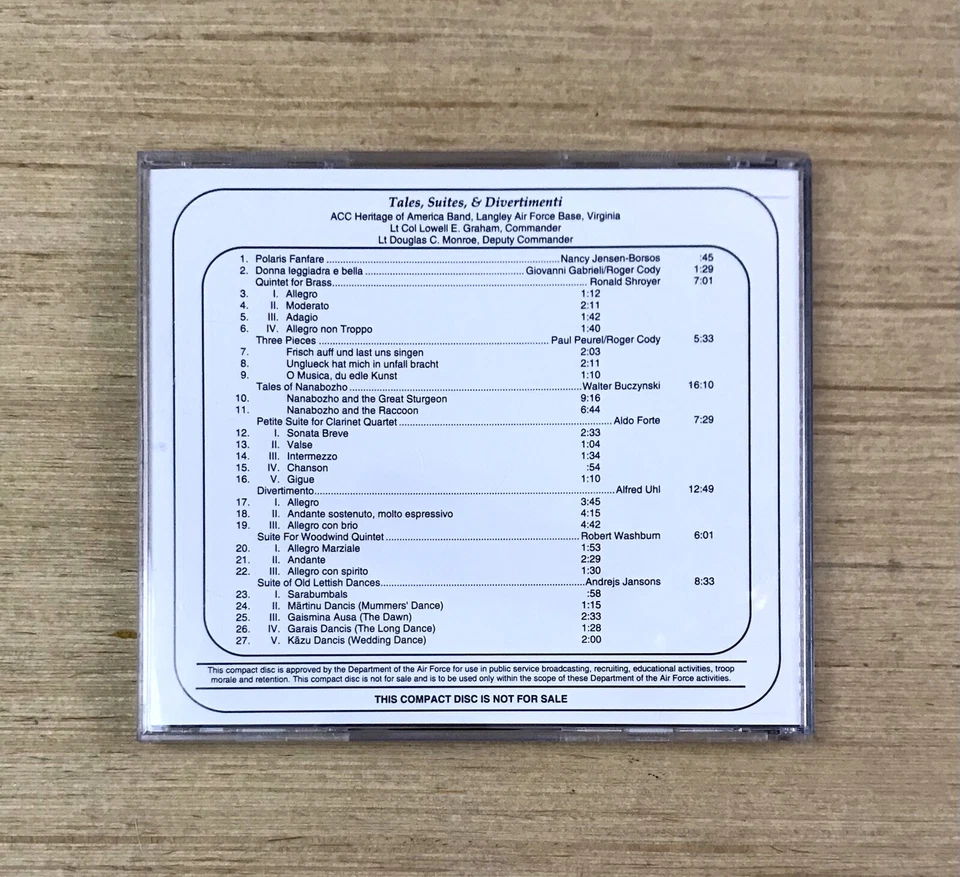 Tales, Suites, & Divertimenti
ACC Heritage of America Band, Langley Air Force Base, Virginia
Lt Col Lowell E. Graham, Commander
Lt Douglas C. Monroe, Deputy Commander
1. Polaris Fanfare ........ Nancy Jensen-Borsos :45
2. Donna leggiadra e bella ........ Giovanni Gabrieli/Roger Cody 1:29
Quintet for Brass........ Ronald Shroyer 7:01
3. I. Allegro 1:12
4. II. Moderato 2:11
5. III. Adagio 1:42
6. IV. Allegro non Troppo 1:40
Three Pieces ........ Paul Peurel/Roger Cody 5:33
7. Frisch auff und last uns singen 2:03
8. Unglueck hat mich in unfall bracht 2:11
9. O Musica, du edle Kunst 1:10
Tales of Nanabozho ........ Walter Buczynski 16:10
10. Nanabozho and the Great Sturgeon 9:16
11. Nanabozho and the Raccoon 6:44
Petite Suite for Clarinet Quartet ........ Aldo Forte 7:29
12. I. Sonata Breve 2:33
13. II. Valse 1:04
14. III. Intermezzo 1:34
15. IV. Chanson :54
16. V. Gigue 1:10
Divertimento........ Alfred Uhl 12:49
17. I. Allegro 3:45
18. II. Andante sostenuto, molto espressivo 4:15
19. III. Allegro con brio 4:42
Suite For Woodwind Quintet ........ Robert Washburn 6:01
20. I. Allegro Marziale 1:53
21. II. Andante 2:29
22. III. Allegro con spirito 1:30
Suite of Old Lettish Dances........ Andrejs Jansons 8:33
23. I. Sarabumbals :58
24. II. Mārtinu Dancis (Mummers' Dance) 1:15
25. III. Gaismina Ausa (The Dawn) 2:33
26. IV. Garais Dancis (The Long Dance) 1:28
27. V. Kāzu Dancis (Wedding Dance) 2:00
This compact disc is approved by the Department of the Air Force for use in public service broadcasting, recruiting, educational activities, troop
morale and retention. This compact disc is not for sale and is to be used only within the scope of these Department of the Air Force activities.
THIS COMPACT DISC IS NOT FOR SALE